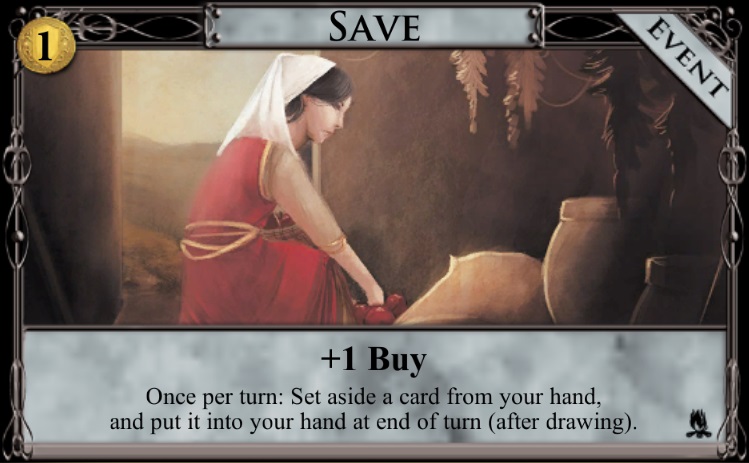 1
SAVE
EVENT
+1 Buy
Once per turn: Set aside a card from your hand,
and put it into your hand at end of turn (after drawing).